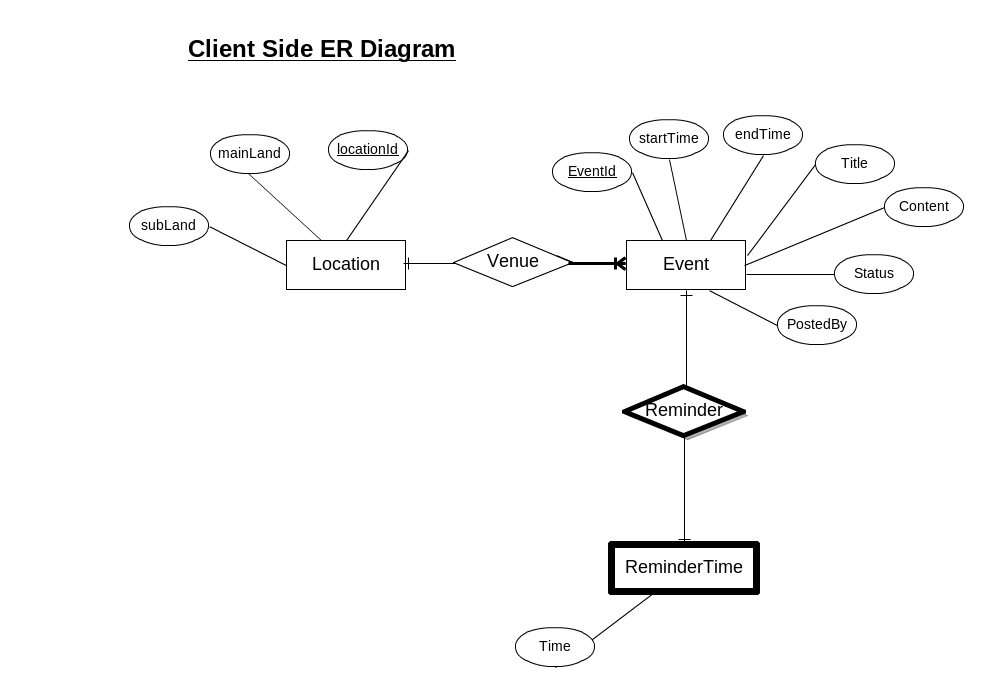 Client Side ER Diagram
mainLand
locationId
subLand
Location
Venue
EventId
startTime
endTime
Title
Content
Event
Status
PostedBy
Reminder
ReminderTime
Time